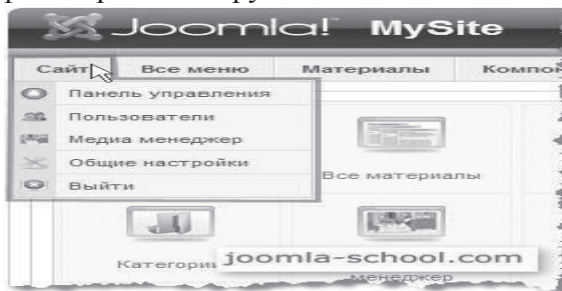 Joomla! MySite
Сайт Все меню Материалы
Панель управления
Пользователи
Медиа менеджер
Общие настройки
Выйти
Все материалы
joomla-school.com
менеджер